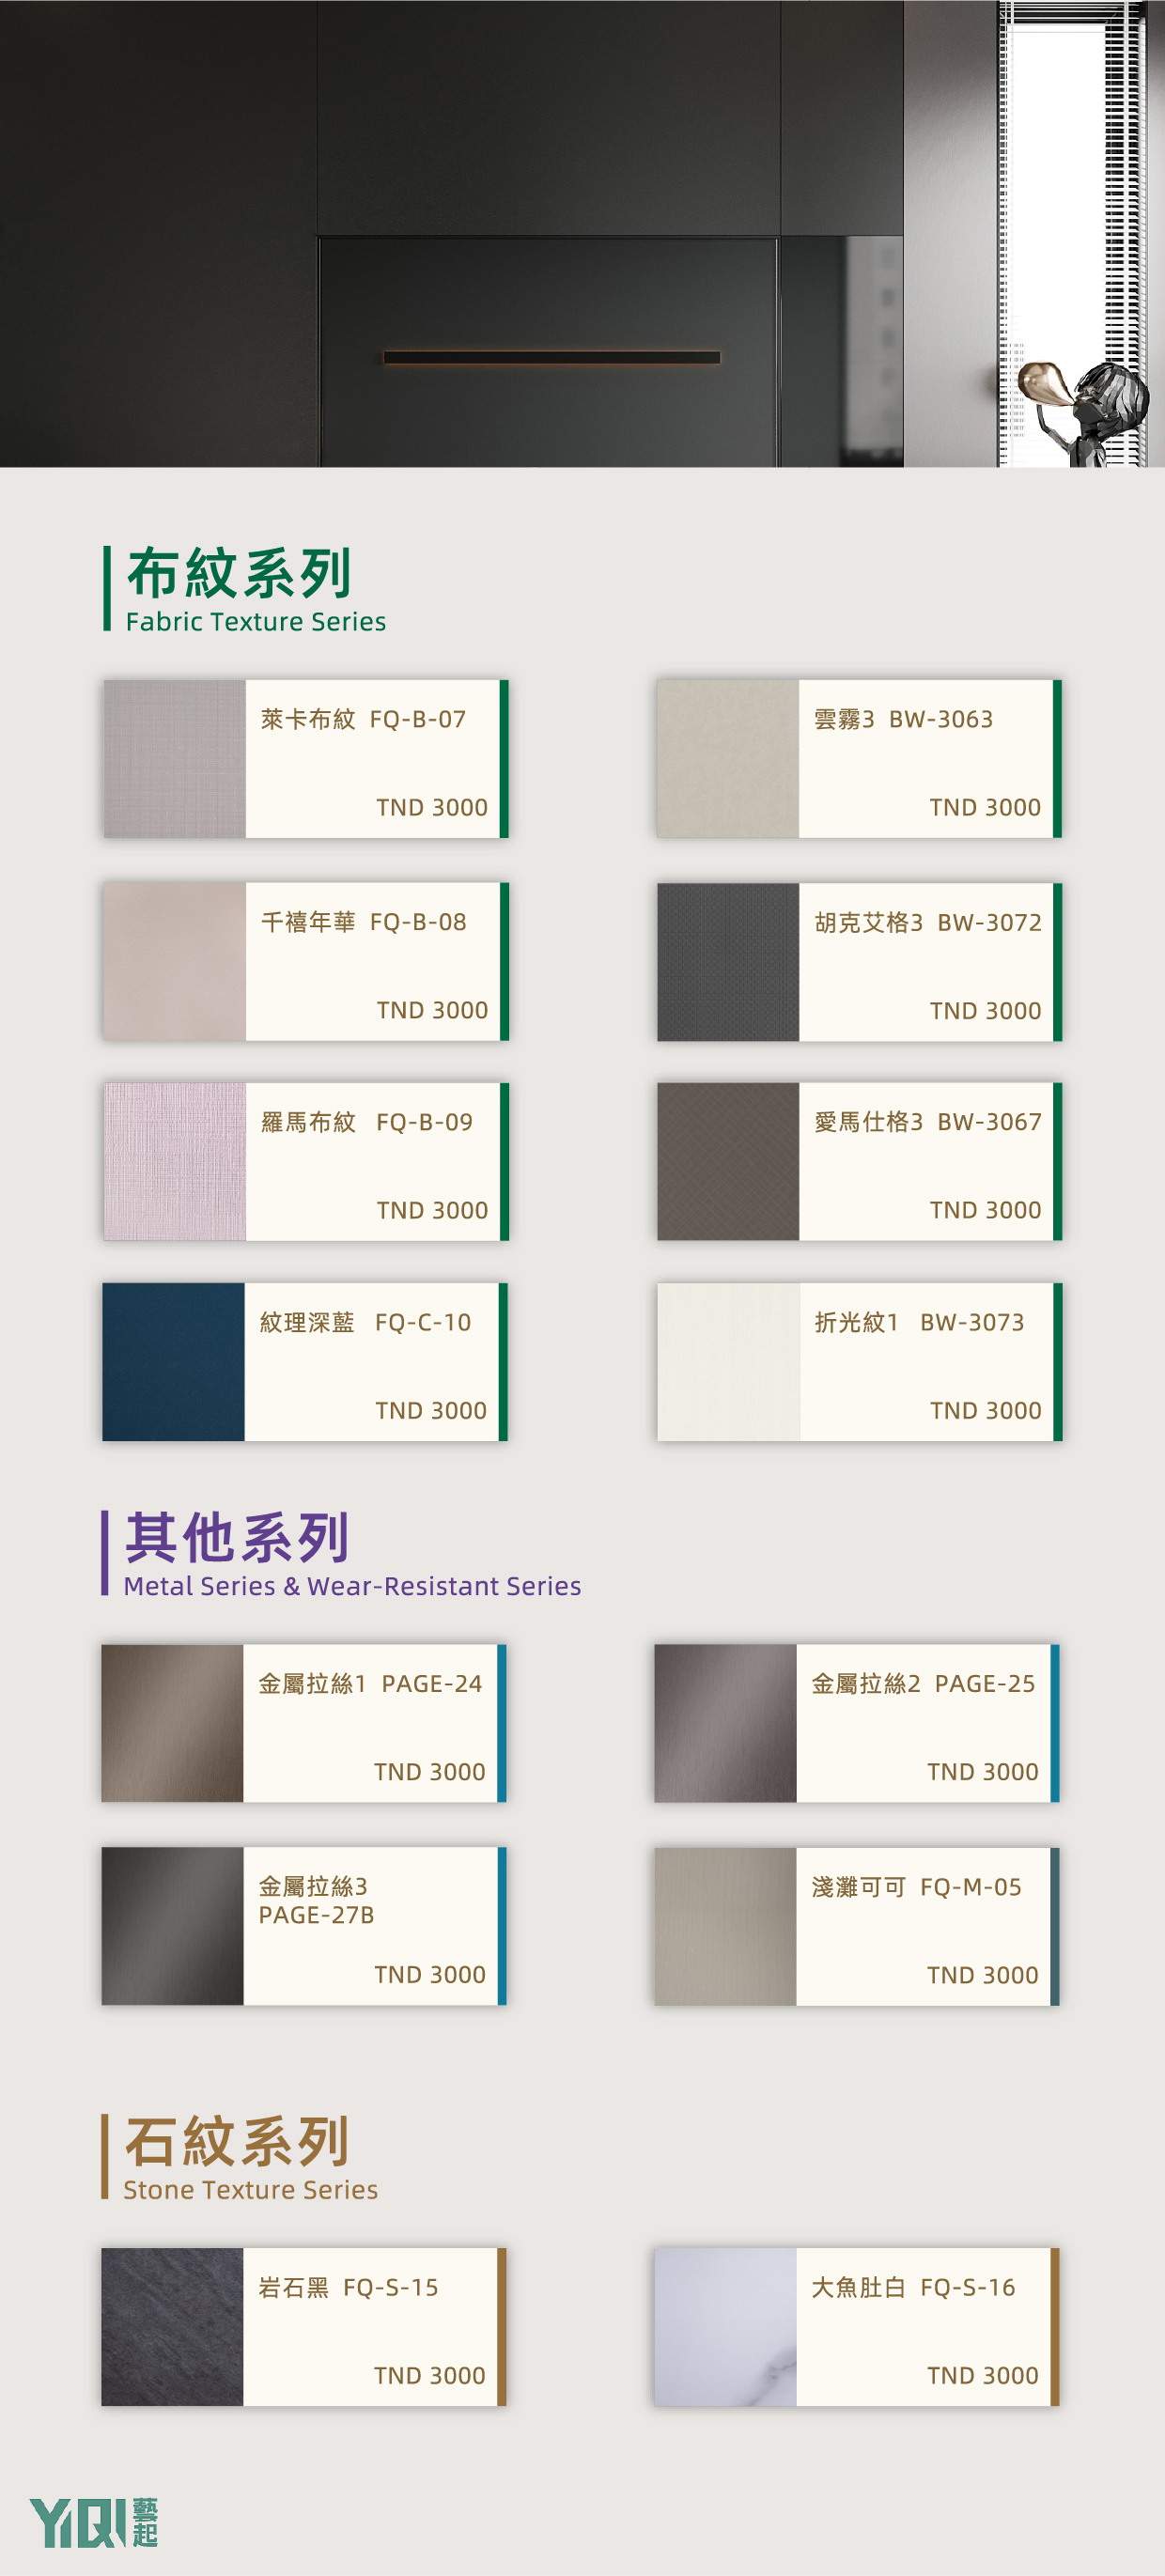 布紋系列
Fabric Texture Series
萊卡布紋 FQ-B-07
TND 3000
雲霧3 BW-3063
TND 3000
千禧年華 FQ-B-08
TND 3000
胡克艾格3 BW-3072
TND 3000
羅馬布紋 FQ-B-09
TND 3000
愛馬仕格3 BW-3067
TND 3000
紋理深藍 FQ-C-10
TND 3000
折光紋1 BW-3073
TND 3000
其他系列
Metal Series & Wear-Resistant Series
金屬拉絲1 PAGE-24
TND 3000
金屬拉絲2 PAGE-25
TND 3000
金屬拉絲3
PAGE-27B
TND 3000
淺灘可可 FQ-M-05
TND 3000
石紋系列
Stone Texture Series
岩石黑 FQ-S-15
TND 3000
大魚肚白 FQ-S-16
TND 3000
YIQI 藝起